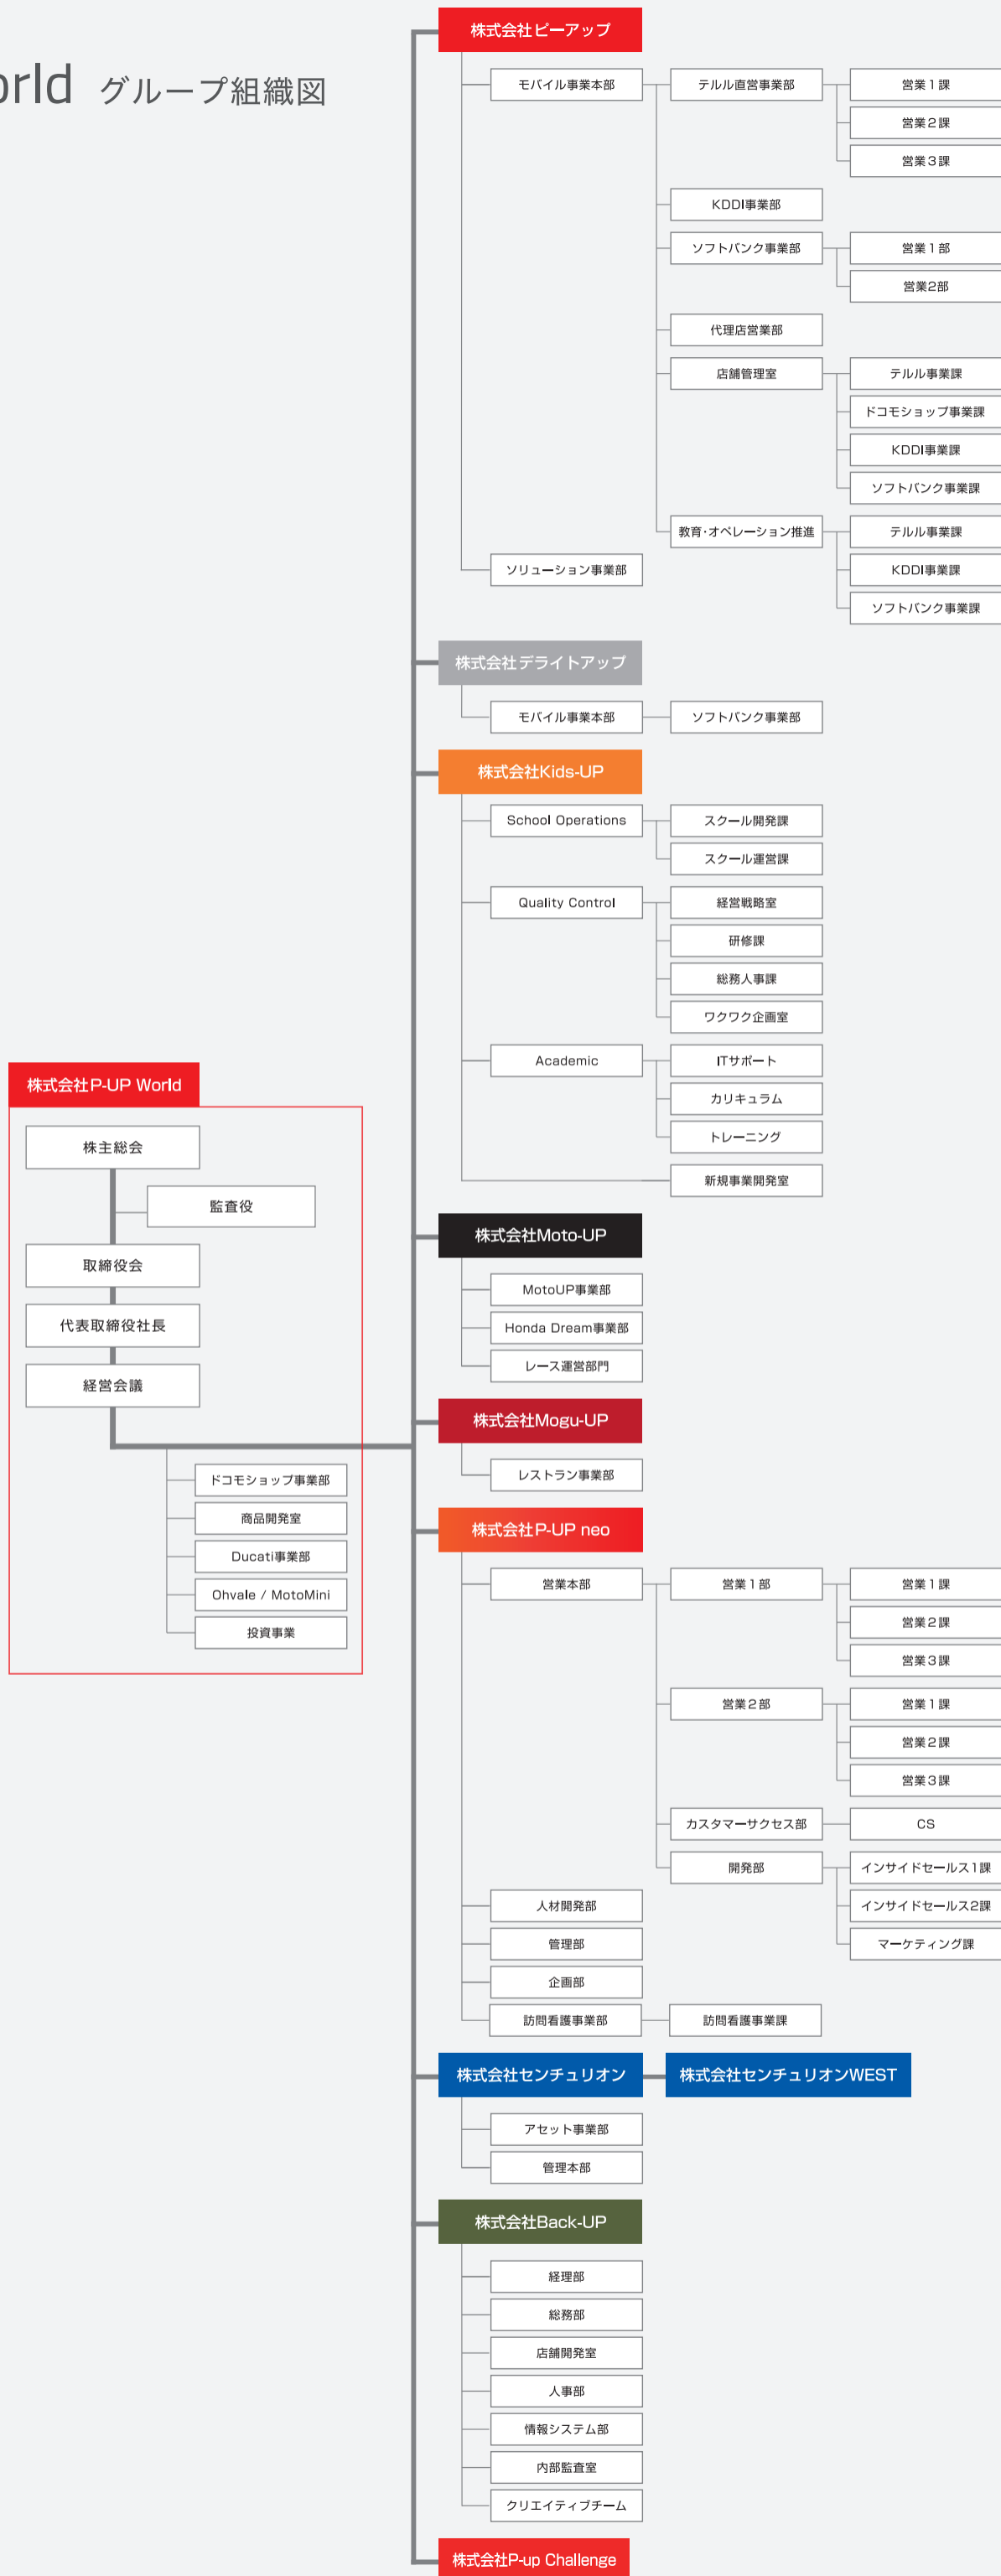 orld グループ組織図
株式会社P-UP World
株主総会
監査役
取締役会
代表取締役社長
経営会議
ドコモショップ事業部
商品開発室
Ducati事業部
Ohvale / MotoMini
投資事業
株式会社ピーアップ
モバイル事業本部
テルル直営事業部
営業1課
営業2課
営業3課
KDDI事業部
ソフトバンク事業部
営業1部
営業2部
代理店営業部
店舗管理室
テルル事業課
ドコモショップ事業課
KDDI事業課
ソフトバンク事業課
教育・オペレーション推進
テルル事業課
KDDI事業課
ソフトバンク事業課
ソリューション事業部
株式会社デライトアップ
モバイル事業本部
ソフトバンク事業部
株式会社Kids-UP
School Operations
スクール開発課
スクール運営課
Quality Control
経営戦略室
研修課
総務人事課
ワクワク企画室
Academic
ITサポート
カリキュラム
トレーニング
新規事業開発室
株式会社Moto-UP
MotoUP事業部
Honda Dream事業部
レース運営部門
株式会社Mogu-UP
レストラン事業部
株式会社P-UP neo
営業本部
営業1部
営業1課
営業2課
営業3課
営業2部
営業1課
営業2課
営業3課
カスタマーサクセス部
CS
開発部
インサイドセールス1課
インサイドセールス2課
マーケティング課
人材開発部
管理部
企画部
訪問看護事業部
訪問看護事業課
株式会社センチュリオン
株式会社センチュリオンWEST
アセット事業部
管理本部
株式会社Back-UP
経理部
総務部
店舗開発室
人事部
情報システム部
内部監査室
クリエイティブチーム
株式会社P-up Challenge